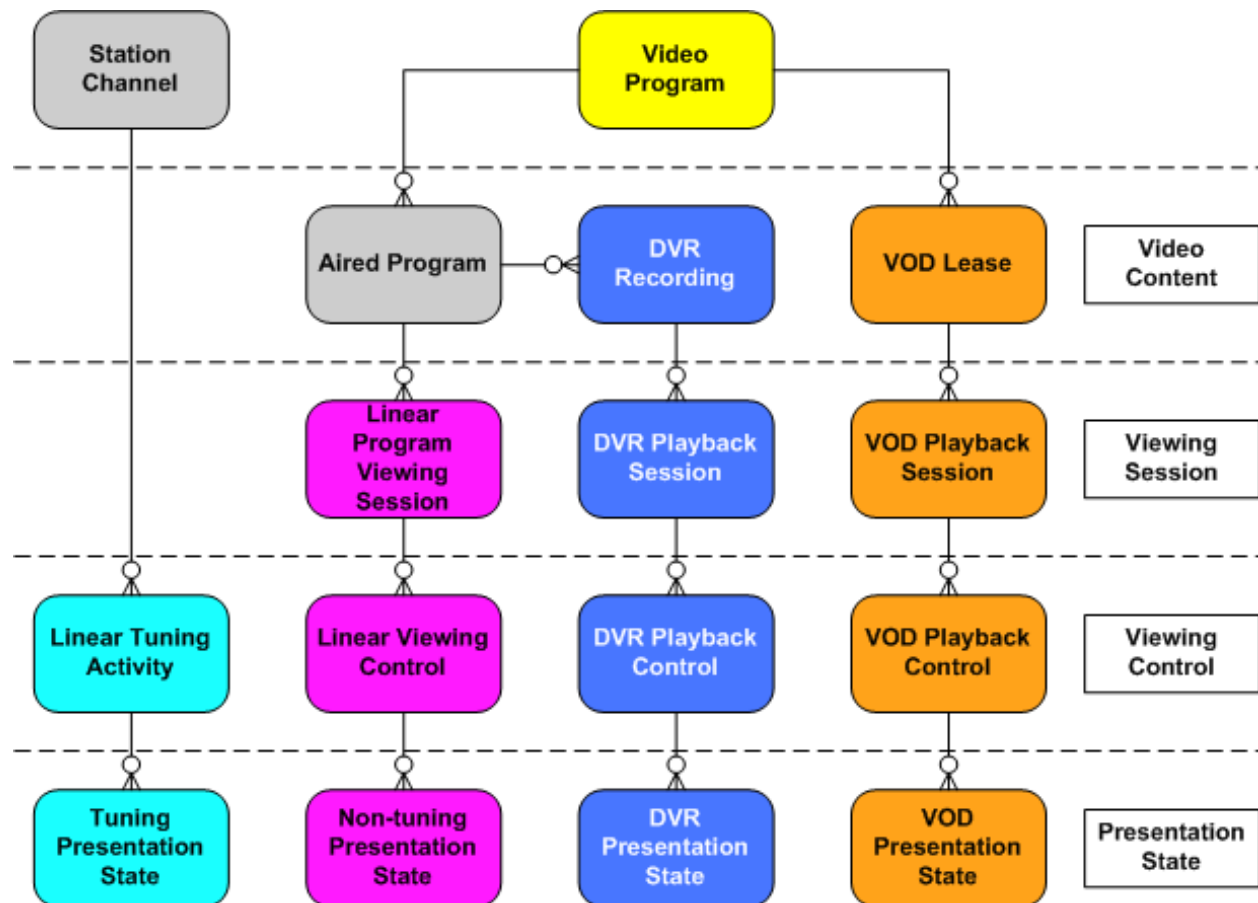 Station
Channel
Video
Program
Aired Program
DVR
Recording
VOD Lease
Video
Content
Linear
Program
Viewing
Session
DVR Playback
Session
VOD Playback
Session
Viewing
Session
Linear Tuning
Activity
Linear Viewing
Control
DVR Playback
Control
VOD Playback
Control
Viewing
Control
Tuning
Presentation
State
Non-tuning
Presentation
State
DVR
Presentation
State
VOD
Presentation
State
Presentation
State